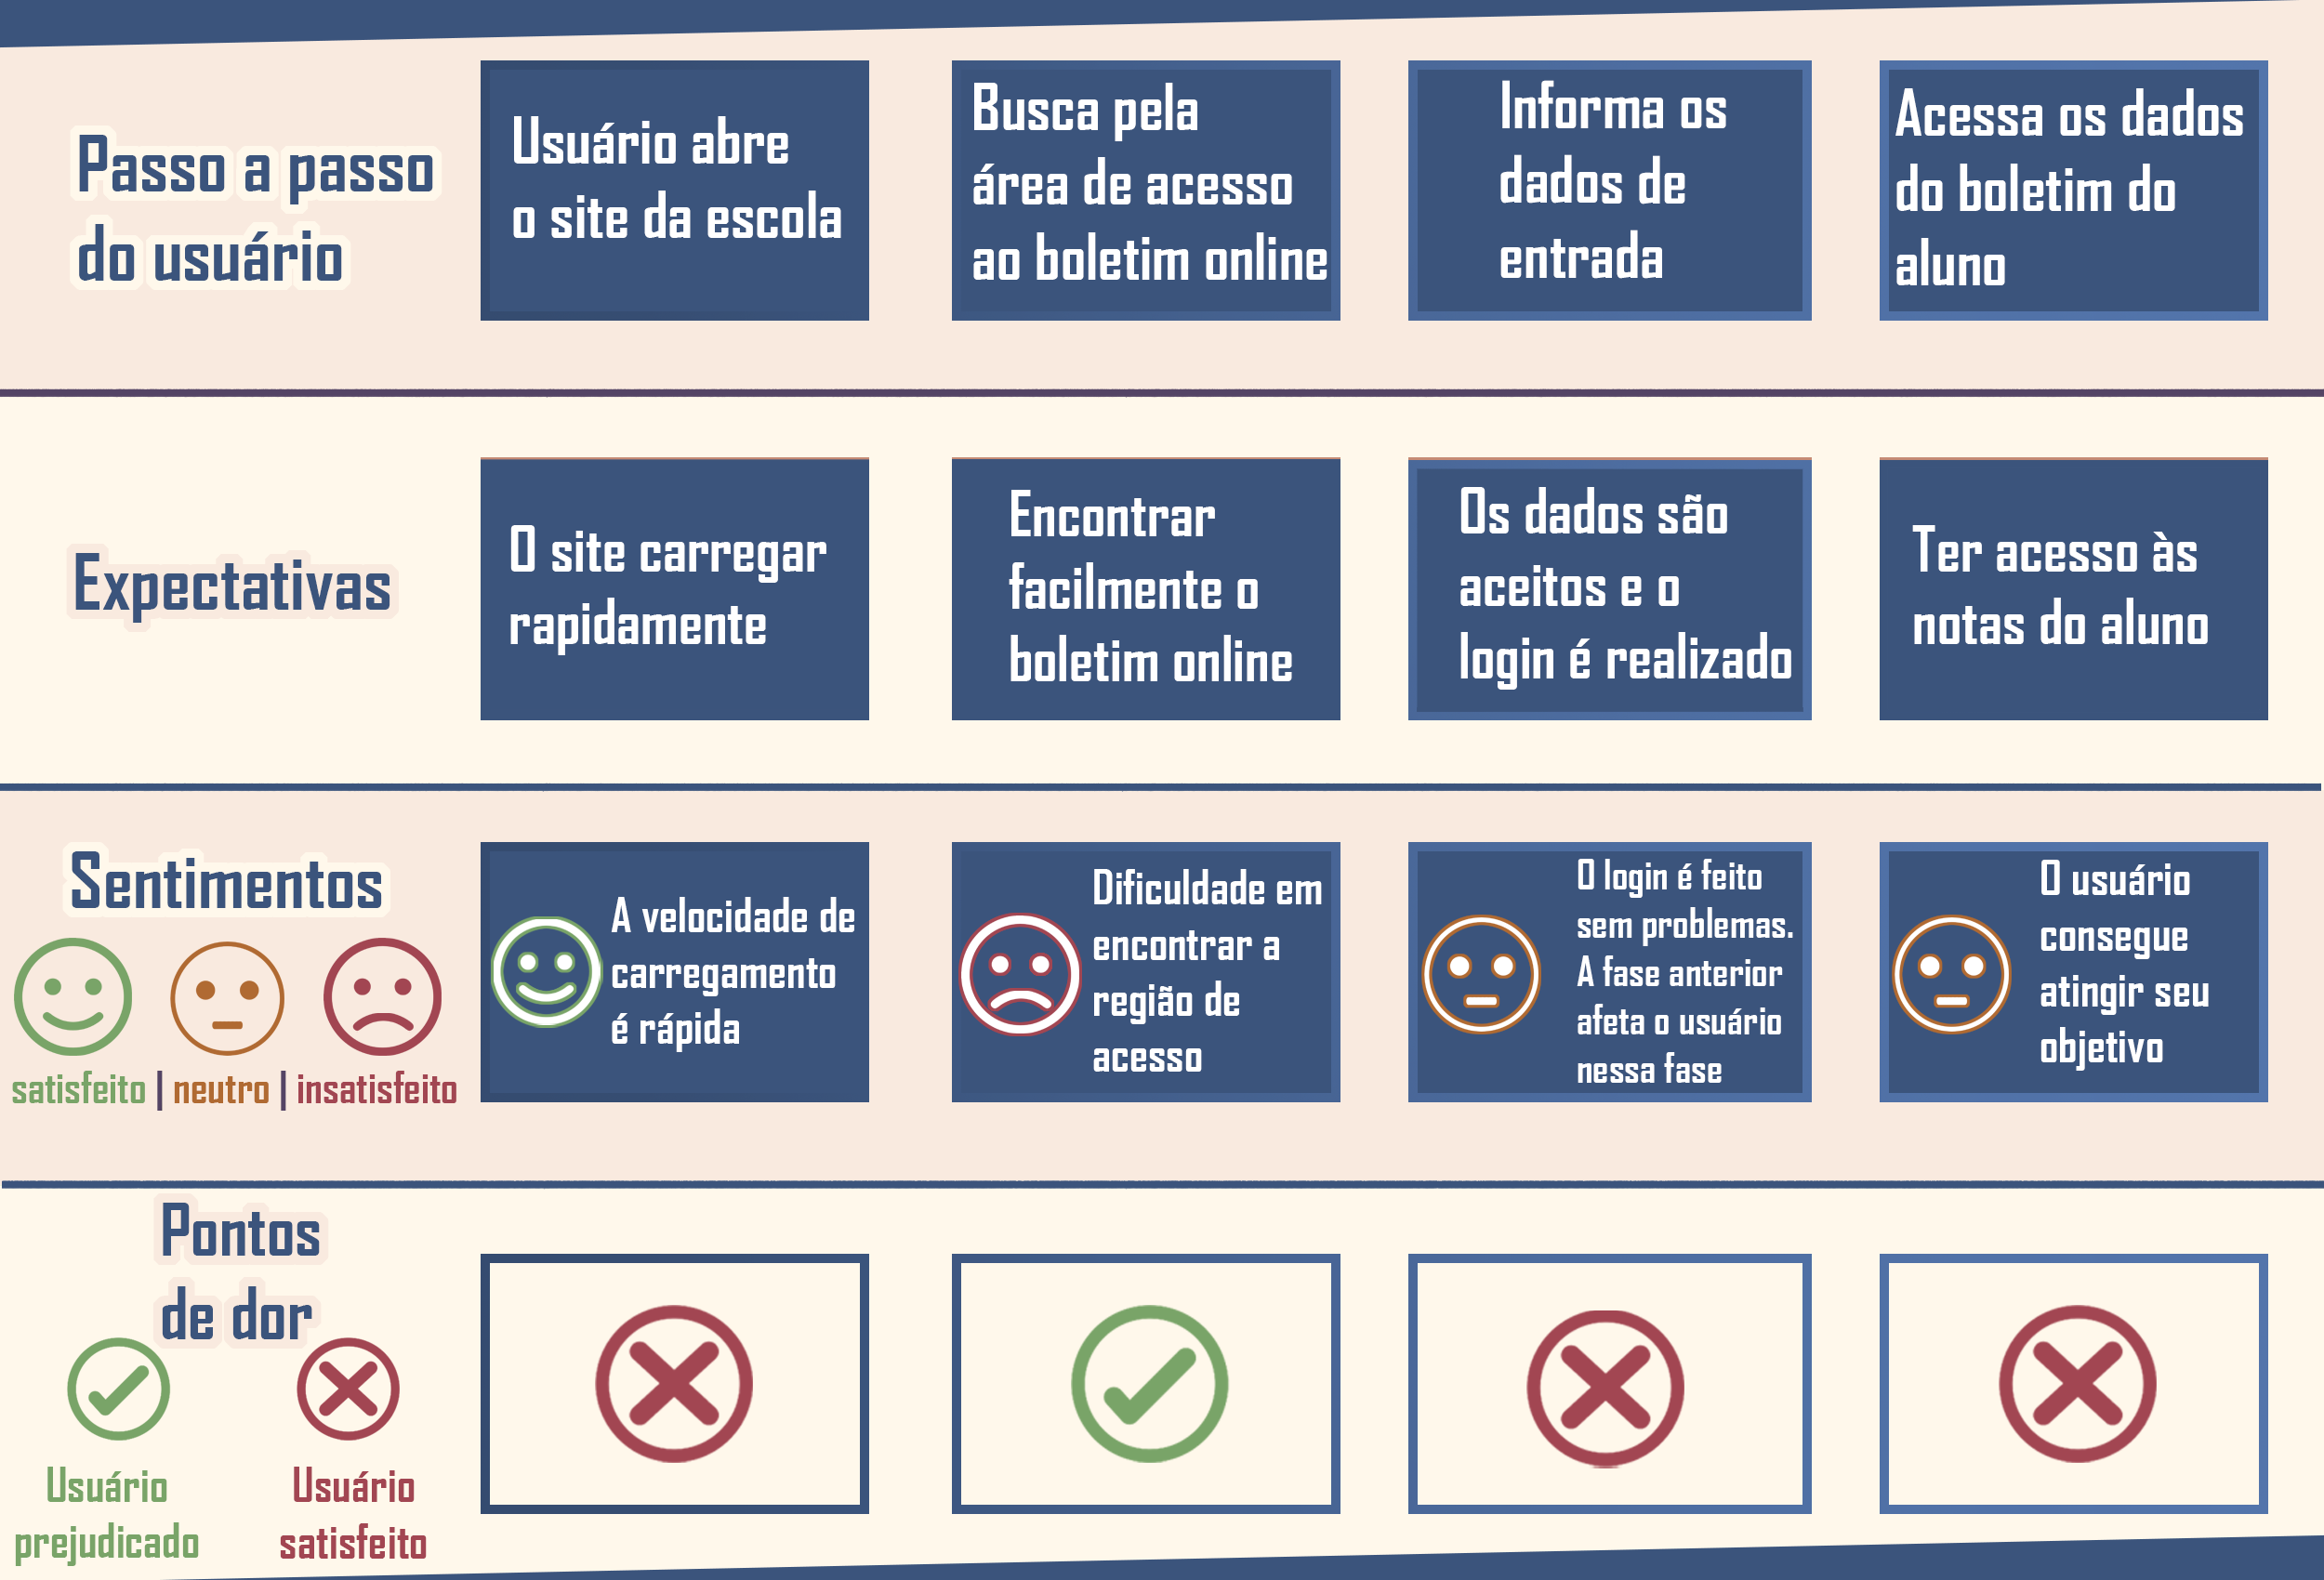 Passo a passo
do usuário
Usuário abre
o site da escola
Busca pela
área de acesso
ao boletim online
Informa os
dados de
entrada
Acessa os dados
do boletim do
aluno
Expectativas
O site carregar
rapidamente
Encontrar
facilmente o
boletim online
Os dados são
aceitos e o
login é realizado
Ter acesso às
notas do aluno
Sentimentos
satisfeito | neutro | insatisfeito
A velocidade de
carregamento
é rápida
Dificuldade em
encontrar a
região de
acesso
O login é feito
sem problemas.
A fase anterior
afeta o usuário
nessa fase
O usuário
consegue
atingir seu
objetivo
Pontos
de dor
Usuário
prejudicado
Usuário
satisfeito